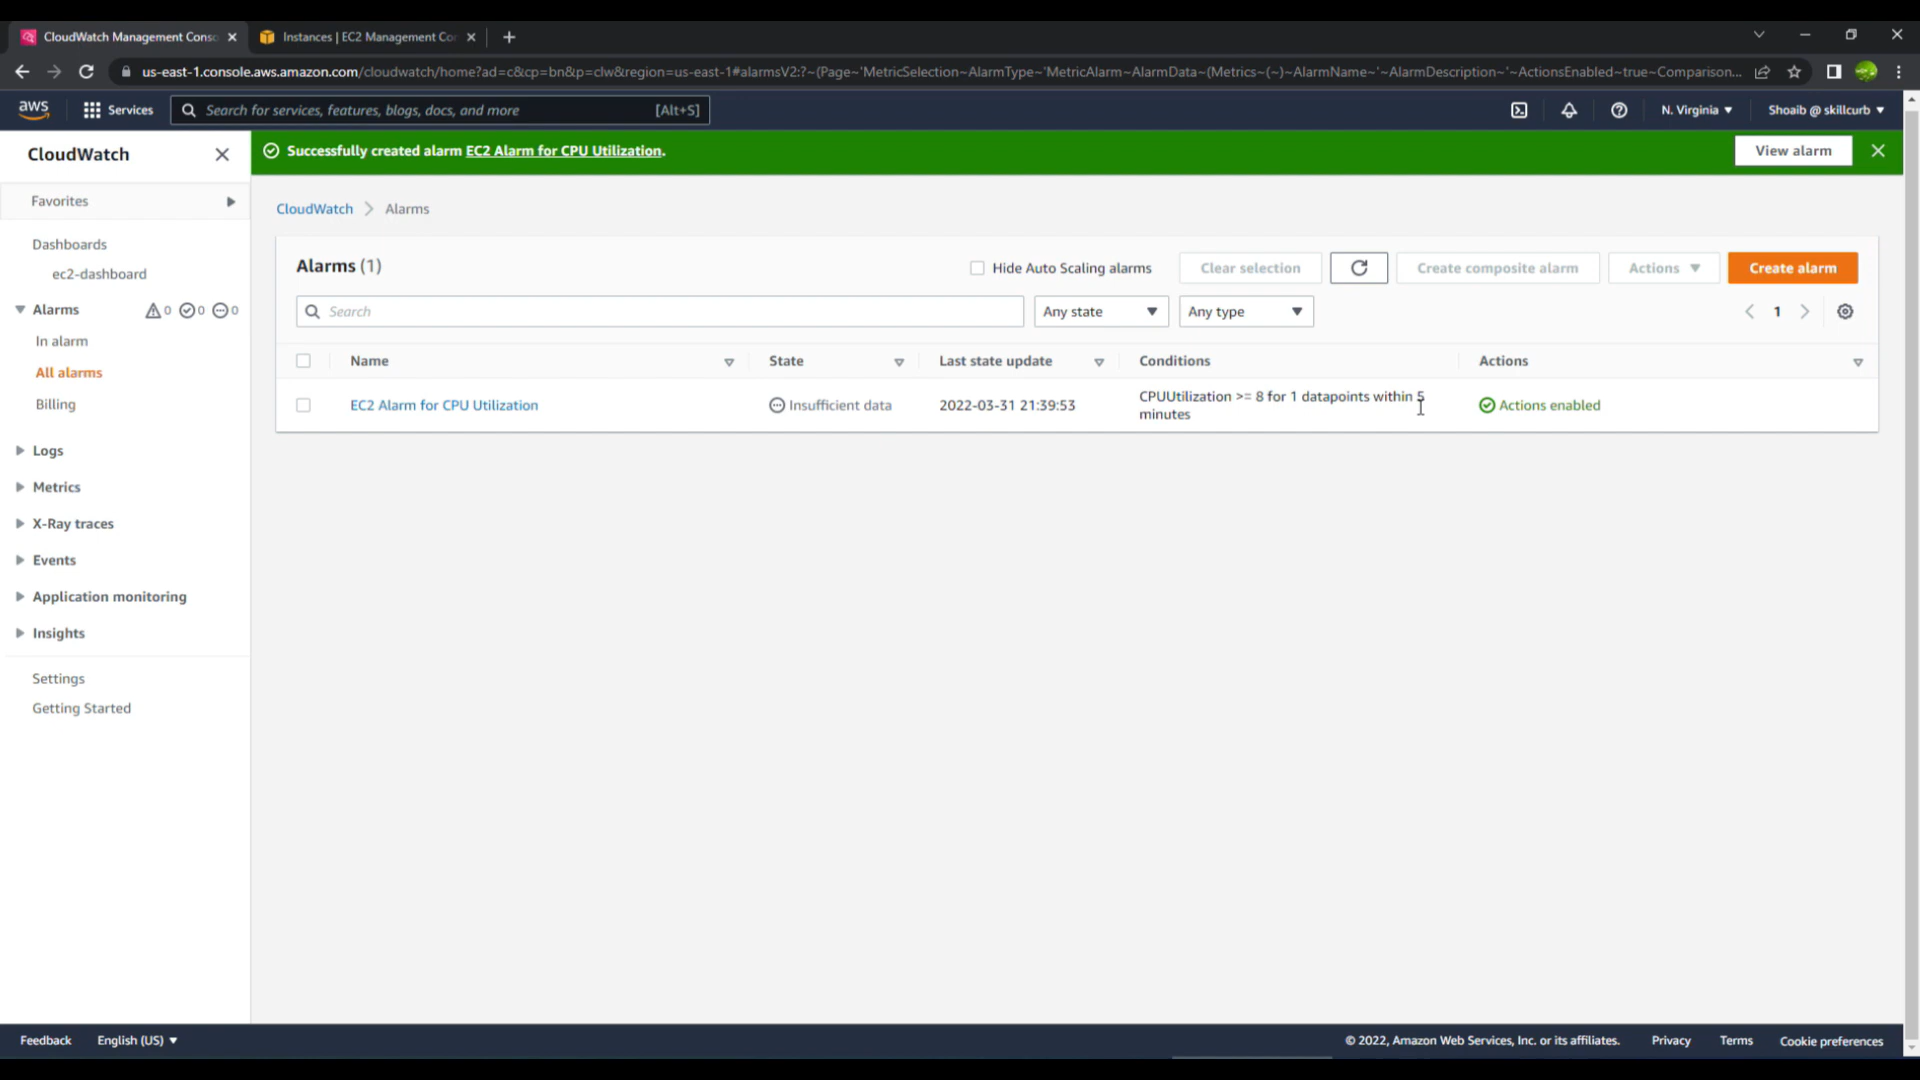 CloudWatch Management Conso
Instances | EC2 Management Con
us-east-1.console.aws.amazon.com/cloudwatch/home?ad=c&cp=bn&p=clw&region=us-east-1#alarmsV2:?~(Page~'MetricSelection~AlarmType~'MetricAlarm~AlarmData~(Metrics~(~)~AlarmName~'~AlarmDescription~'~ActionsEnabled~true~Comparison...
aws
Services
Search for services, features, blogs, docs, and more
[Alt+S]
N. Virginia
Shoaib @ skillcurb
CloudWatch
Successfully created alarm EC2 Alarm for CPU Utilization.
View alarm
Favorites
CloudWatch
Alarms
Dashboards
ec2-dashboard
Alarms
0
0
0
In alarm
All alarms
Billing
Logs
Metrics
X-Ray traces
Events
Application monitoring
Insights
Settings
Getting Started
Alarms (1)
Hide Auto Scaling alarms
Clear selection
Create composite alarm
Actions
Create alarm
Search
Any state
Any type
1
Name
State
Last state update
Conditions
Actions
EC2 Alarm for CPU Utilization
Insufficient data
2022-03-31 21:39:53
CPUUtilization >= 8 for 1 datapoints within 5
minutes
Actions enabled
Feedback
English (US)
© 2022, Amazon Web Services, Inc. or its affiliates.
Privacy
Terms
Cookie preferences